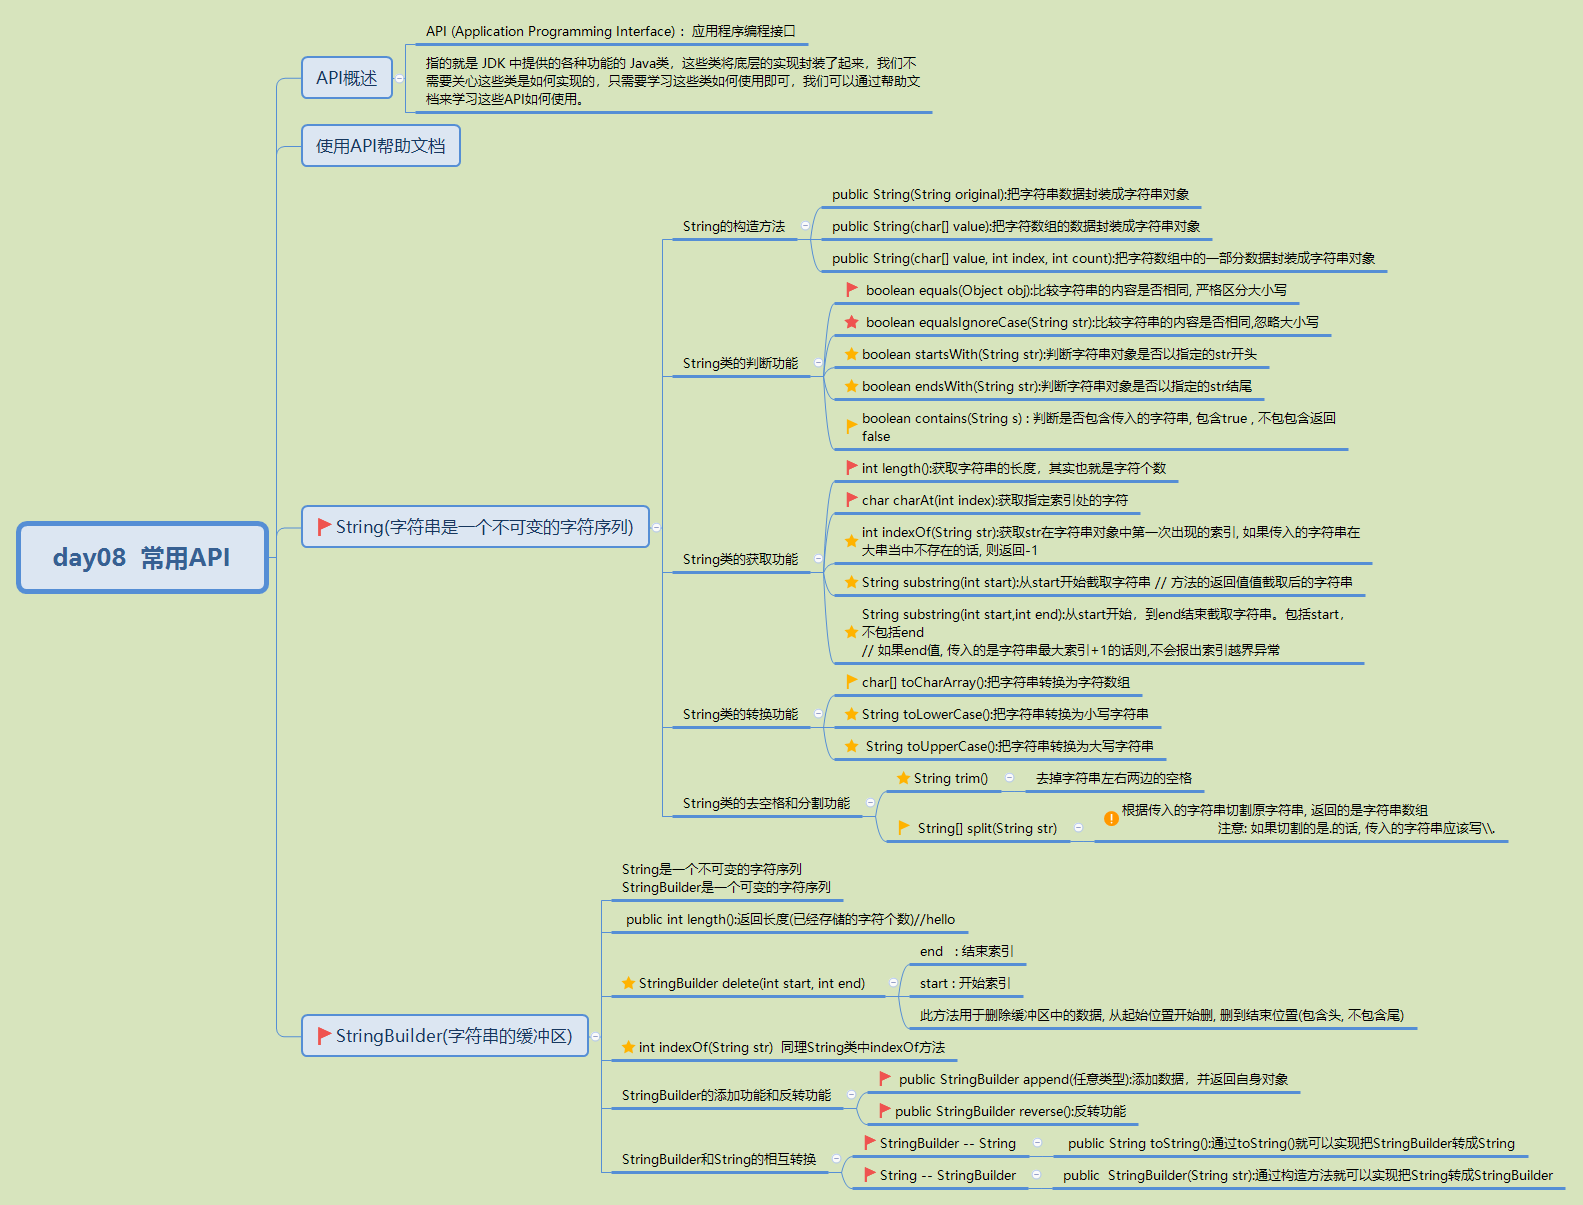 day08  常用API
API概述
API (Application Programming Interface) :  应用程序编程接口
指的就是 JDK 中提供的各种功能的 Java类，这些类将底层的实现封装了起来，我们不
需要关心这些类是如何实现的，只需要学习这些类如何使用即可，我们可以通过帮助文
档来学习这些API如何使用。
使用API帮助文档
String(字符串是一个不可变的字符序列)
String的构造方法
public String(String original):把字符串数据封装成字符串对象
public String(char[] value):把字符数组的数据封装成字符串对象
public String(char[] value, int index, int count):把字符数组中的一部分数据封装成字符串对象
String类的判断功能
boolean equals(Object obj):比较字符串的内容是否相同, 严格区分大小写
boolean equalsIgnoreCase(String str):比较字符串的内容是否相同,忽略大小写
boolean startsWith(String str):判断字符串对象是否以指定的str开头
boolean endsWith(String str):判断字符串对象是否以指定的str结尾
boolean contains(String s) : 判断是否包含传入的字符串, 包含true , 不包包含返回
false
String类的获取功能
int length():获取字符串的长度，其实也就是字符个数
char charAt(int index):获取指定索引处的字符
int indexOf(String str):获取str在字符串对象中第一次出现的索引, 如果传入的字符串在
大串当中不存在的话, 则返回-1
String substring(int start):从start开始截取字符串 // 方法的返回值值截取后的字符串
String substring(int start,int end):从start开始，到end结束截取字符串。包括start，
不包括end
// 如果end值, 传入的是字符串最大索引+1的话则,不会报出索引越界异常
String类的转换功能
char[] toCharArray():把字符串转换为字符数组
String toLowerCase():把字符串转换为小写字符串
String toUpperCase():把字符串转换为大写字符串
String类的去空格和分割功能
String trim()
去掉字符串左右两边的空格
String[] split(String str)
根据传入的字符串切割原字符串, 返回的是字符串数组
注意: 如果切割的是.的话, 传入的字符串应该写\\.
StringBuilder(字符串的缓冲区)
String是一个不可变的字符序列
StringBuilder是一个可变的字符序列
public int length():返回长度(已经存储的字符个数)//hello
StringBuilder delete(int start, int end)
end   : 结束索引
start : 开始索引
此方法用于删除缓冲区中的数据, 从起始位置开始删, 删到结束位置(包含头, 不包含尾)
int indexOf(String str)  同理String类中indexOf方法
StringBuilder的添加功能和反转功能
public StringBuilder append(任意类型):添加数据，并返回自身对象
public StringBuilder reverse():反转功能
StringBuilder和String的相互转换
StringBuilder -- String
public String toString():通过toString()就可以实现把StringBuilder转成String
String -- StringBuilder
public  StringBuilder(String str):通过构造方法就可以实现把String转成StringBuilder